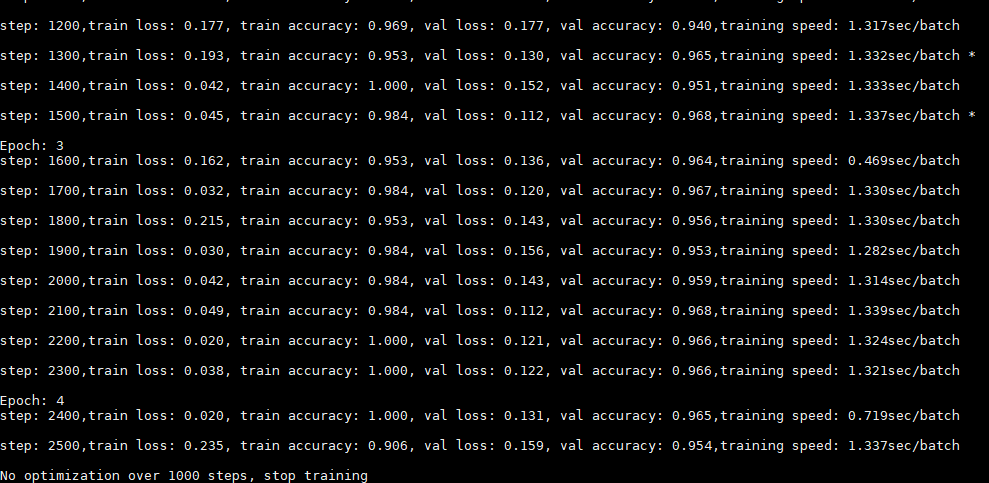 step: 1200,train loss: 0.177, train accuracy: 0.969, val loss: 0.177, val accuracy: 0.940,training speed: 1.317sec/batch
step: 1300,train loss: 0.193, train accuracy: 0.953, val loss: 0.130, val accuracy: 0.965,training speed: 1.332sec/batch *
step: 1400,train loss: 0.042, train accuracy: 1.000, val loss: 0.152, val accuracy: 0.951,training speed: 1.333sec/batch
step: 1500,train loss: 0.045, train accuracy: 0.984, val loss: 0.112, val accuracy: 0.968,training speed: 1.337sec/batch *
Epoch: 3
step: 1600,train loss: 0.162, train accuracy: 0.953, val loss: 0.136, val accuracy: 0.964,training speed: 0.469sec/batch
step: 1700,train loss: 0.032, train accuracy: 0.984, val loss: 0.120, val accuracy: 0.967,training speed: 1.330sec/batch
step: 1800,train loss: 0.215, train accuracy: 0.953, val loss: 0.143, val accuracy: 0.956,training speed: 1.330sec/batch
step: 1900,train loss: 0.030, train accuracy: 0.984, val loss: 0.156, val accuracy: 0.953,training speed: 1.282sec/batch
step: 2000,train loss: 0.042, train accuracy: 0.984, val loss: 0.143, val accuracy: 0.959,training speed: 1.314sec/batch
step: 2100,train loss: 0.049, train accuracy: 0.984, val loss: 0.112, val accuracy: 0.968,training speed: 1.339sec/batch
step: 2200,train loss: 0.020, train accuracy: 1.000, val loss: 0.121, val accuracy: 0.966,training speed: 1.324sec/batch
step: 2300,train loss: 0.038, train accuracy: 1.000, val loss: 0.122, val accuracy: 0.966,training speed: 1.321sec/batch
Epoch: 4
step: 2400,train loss: 0.020, train accuracy: 1.000, val loss: 0.131, val accuracy: 0.965,training speed: 0.719sec/batch
step: 2500,train loss: 0.235, train accuracy: 0.906, val loss: 0.159, val accuracy: 0.954,training speed: 1.337sec/batch
No optimization over 1000 steps, stop training